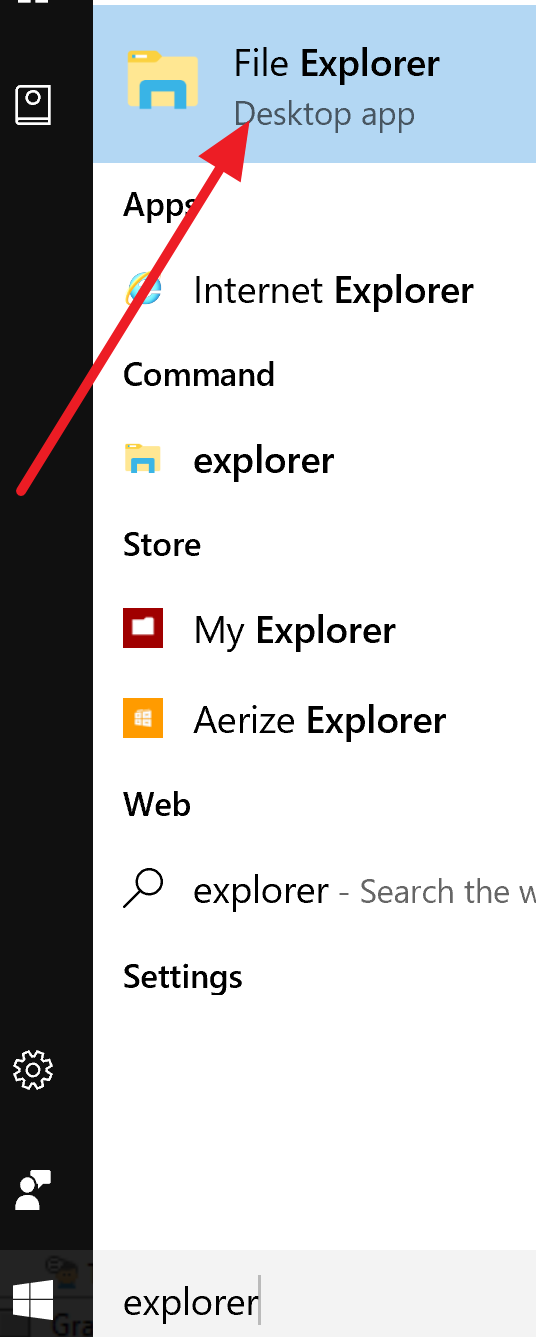 File Explorer
Desktop app
Apps
Internet Explorer
Command
explorer
Store
My Explorer
Aerize Explorer
Web
explorer - Search the w
Settings
explorer